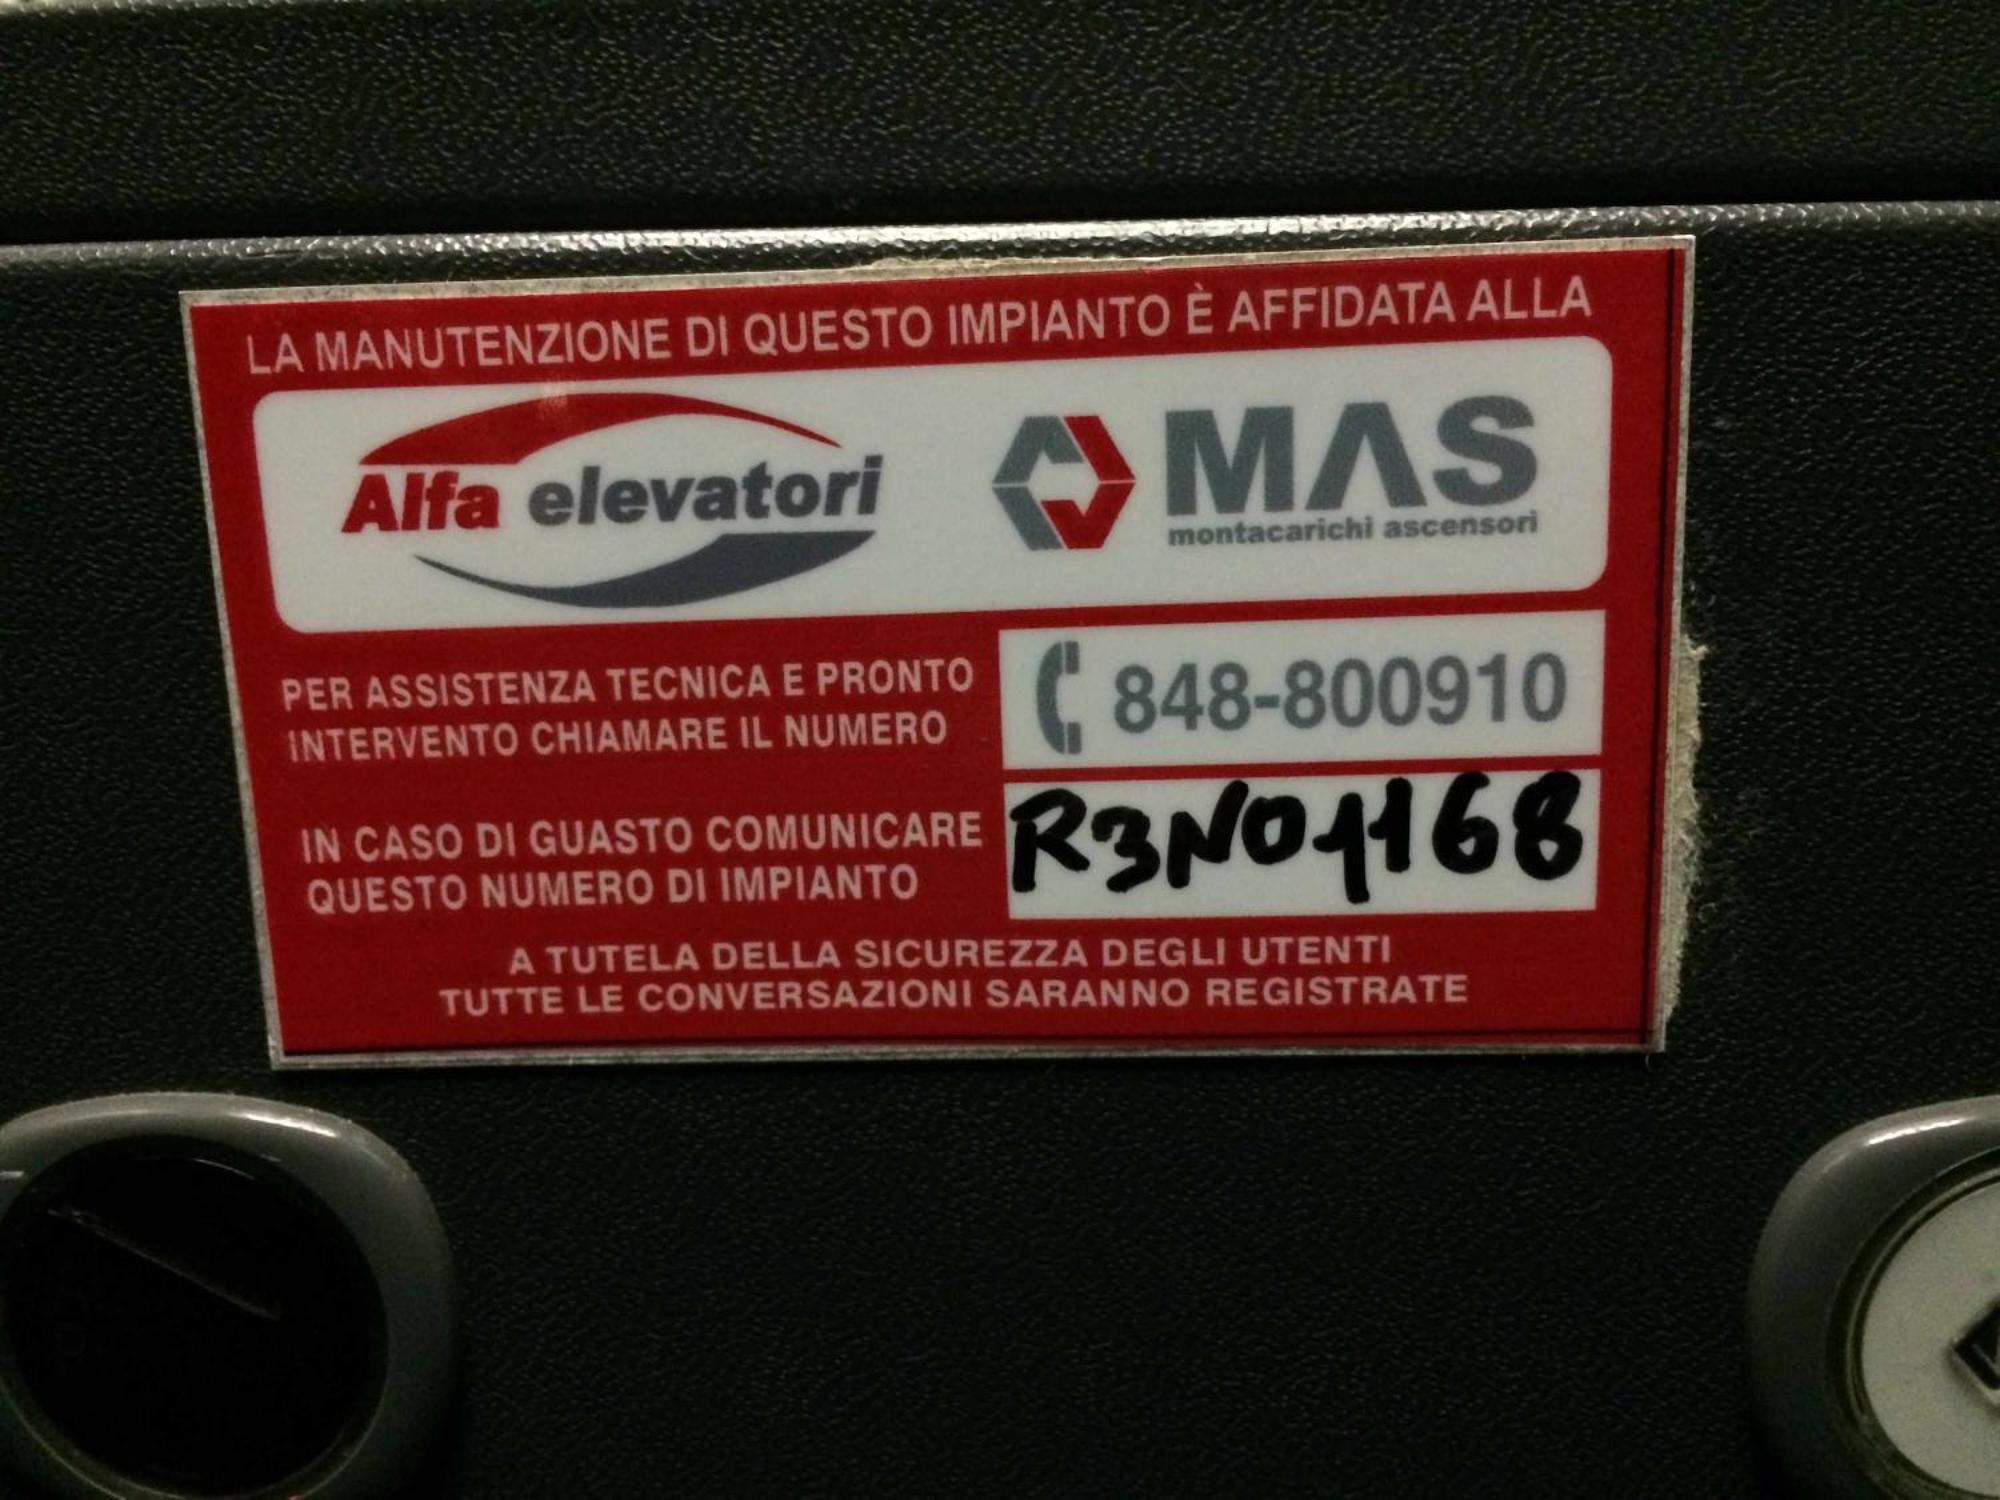 LA MANUTENZIONE DI QUESTO IMPIANTO È AFFIDATA ALLA
Alfa elevatori
MAS
montacarichi ascensori
PER ASSISTENZA TECNICA E PRONTO
INTERVENTO CHIAMARE IL NUMERO
848-800910
IN CASO DI GUASTO COMUNICARE
QUESTO NUMERO DI IMPIANTO
R3N01168
A TUTELA DELLA SICUREZZA DEGLI UTENTI
TUTTE LE CONVERSAZIONI SARANNO REGISTRATE